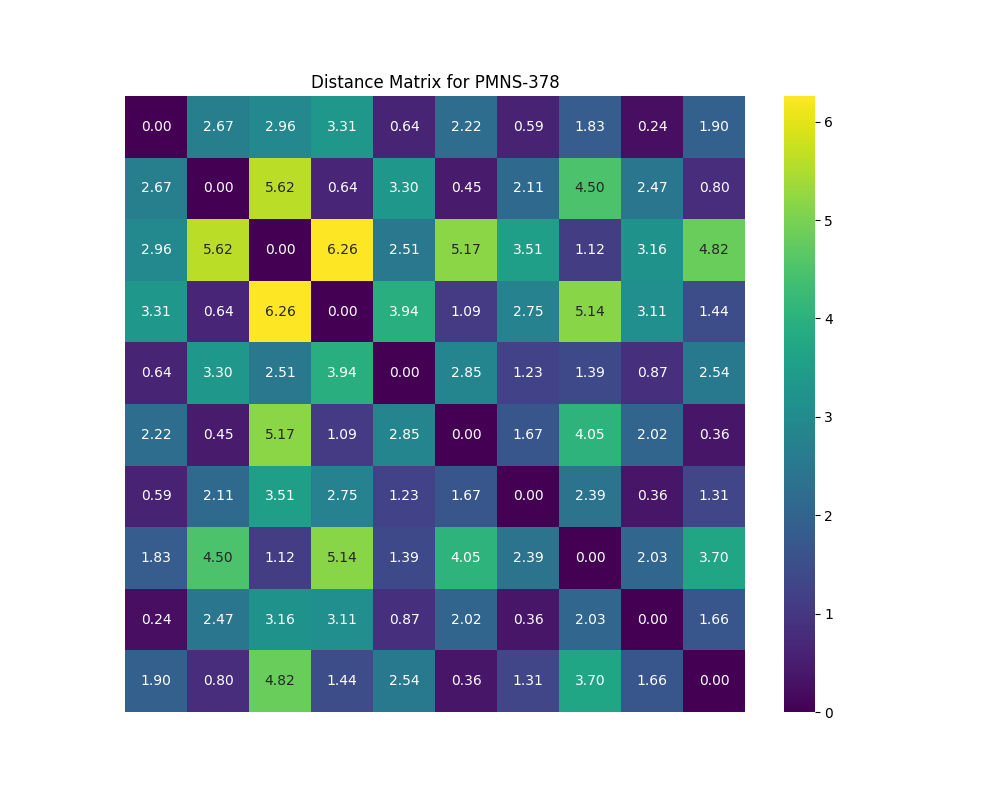 Distance Matrix for PMNS-378
0.00 2.67 2.96 3.31 0.64 2.22 0.59 1.83 0.24 1.90
2.67 0.00 5.62 0.64 3.30 0.45 2.11 4.50 2.47 0.80
2.96 5.62 0.00 6.26 2.51 5.17 3.51 1.12 3.16 4.82
3.31 0.64 6.26 0.00 3.94 1.09 2.75 5.14 3.11 1.44
0.64 3.30 2.51 3.94 0.00 2.85 1.23 1.39 0.87 2.54
2.22 0.45 5.17 1.09 2.85 0.00 1.67 4.05 2.02 0.36
0.59 2.11 3.51 2.75 1.23 1.67 0.00 2.39 0.36 1.31
1.83 4.50 1.12 5.14 1.39 4.05 2.39 0.00 2.03 3.70
0.24 2.47 3.16 3.11 0.87 2.02 0.36 2.03 0.00 1.66
1.90 0.80 4.82 1.44 2.54 0.36 1.31 3.70 1.66 0.00
6
5
4
3
2
1
0